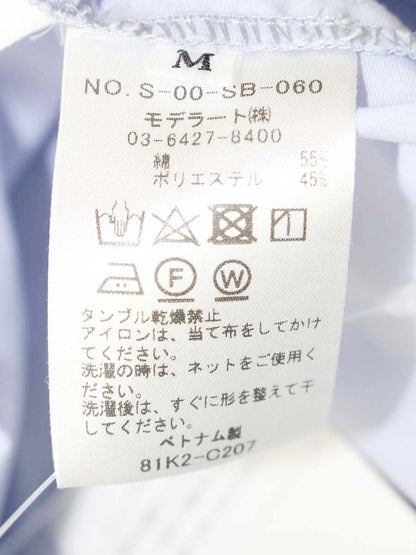 M
NO. S-00-SB-060
モデラート㈱
03-6427-8400
綿 55%
ポリエステル 45%
F W
タンブル乾燥禁止
アイロンは、当て布をしてかけ
てください。
洗濯の時は、ネットをご使用く
ださい。
洗濯後は、すぐに形を整えて干
してください。
ベトナム製
81K2-C207